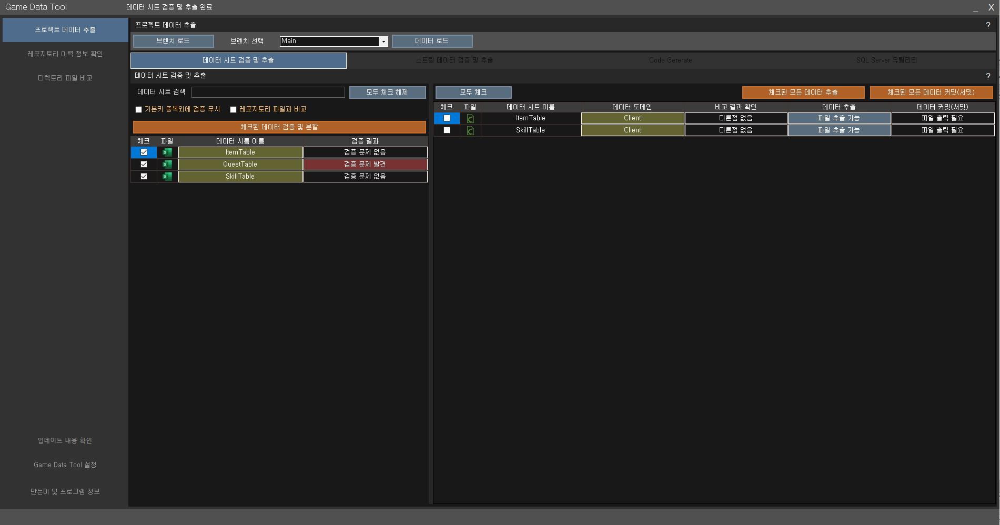 Game Data Tool 데이터 시트 검증 및 추출 완료 _ X
프로젝트 데이터 추출
레포지토리 이력 정보 확인
디렉토리 파일 비교
업데이트 내용 확인
Game Data Tool 설정
만든이 및 프로그램 정보
프로젝트 데이터 추출 ?
브렌치 로드 브렌치 선택 Main 데이터 로드
데이터 시트 검증 및 추출 스트링 데이터 검증 및 추출 Code Gererate SQL Server 유틸리티
데이터 시트 검증 및 추출 ?
데이터 시트 검색 모두 체크 해제
기본키 중복외에 검증 무시 레포지토리 파일과 비교
체크된 데이터 검증 및 분할
체크 파일 데이터 시틈 이름 검증 결과
ItemTable 검증 문제 없음
QuestTable 검증 문제 발견
SkillTable 검증 문제 없음
모두 체크 체크된 모든 데이터 추출 체크된 모든 데이터 커밋(서밋)
체크 파일 데이터 시트 이름 데이터 도메인 비교 결과 확인 데이터 추출 데이터 커밋(서밋)
ItemTable Client 다른점 없음 파일 추출 가능 파일 출력 필요
SkillTable Client 다른점 없음 파일 추출 가능 파일 출력 필요